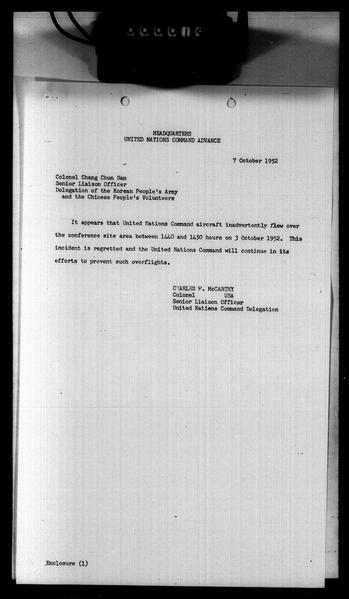 HEADQUARTERS
UNITED NATIONS COMMAND ADVANCE
7 October 1952
Colonel Chang Chun San
Senior Liaison Officer
Delegation of the Korean People's Army
and the Chinese People's Volunteers
It appears that United Nations Command aircraft inadvertently flew over
the conference site area between 1440 and 1450 hours on 3 October 1952. This
incident is regretted and the United Nations Command will continue in its
efforts to prevent such overflights.
CHARLES W. McCARTHY
Colonel USA
Senior Liaison Officer
United Nations Command Delegation
Enclosure (1)